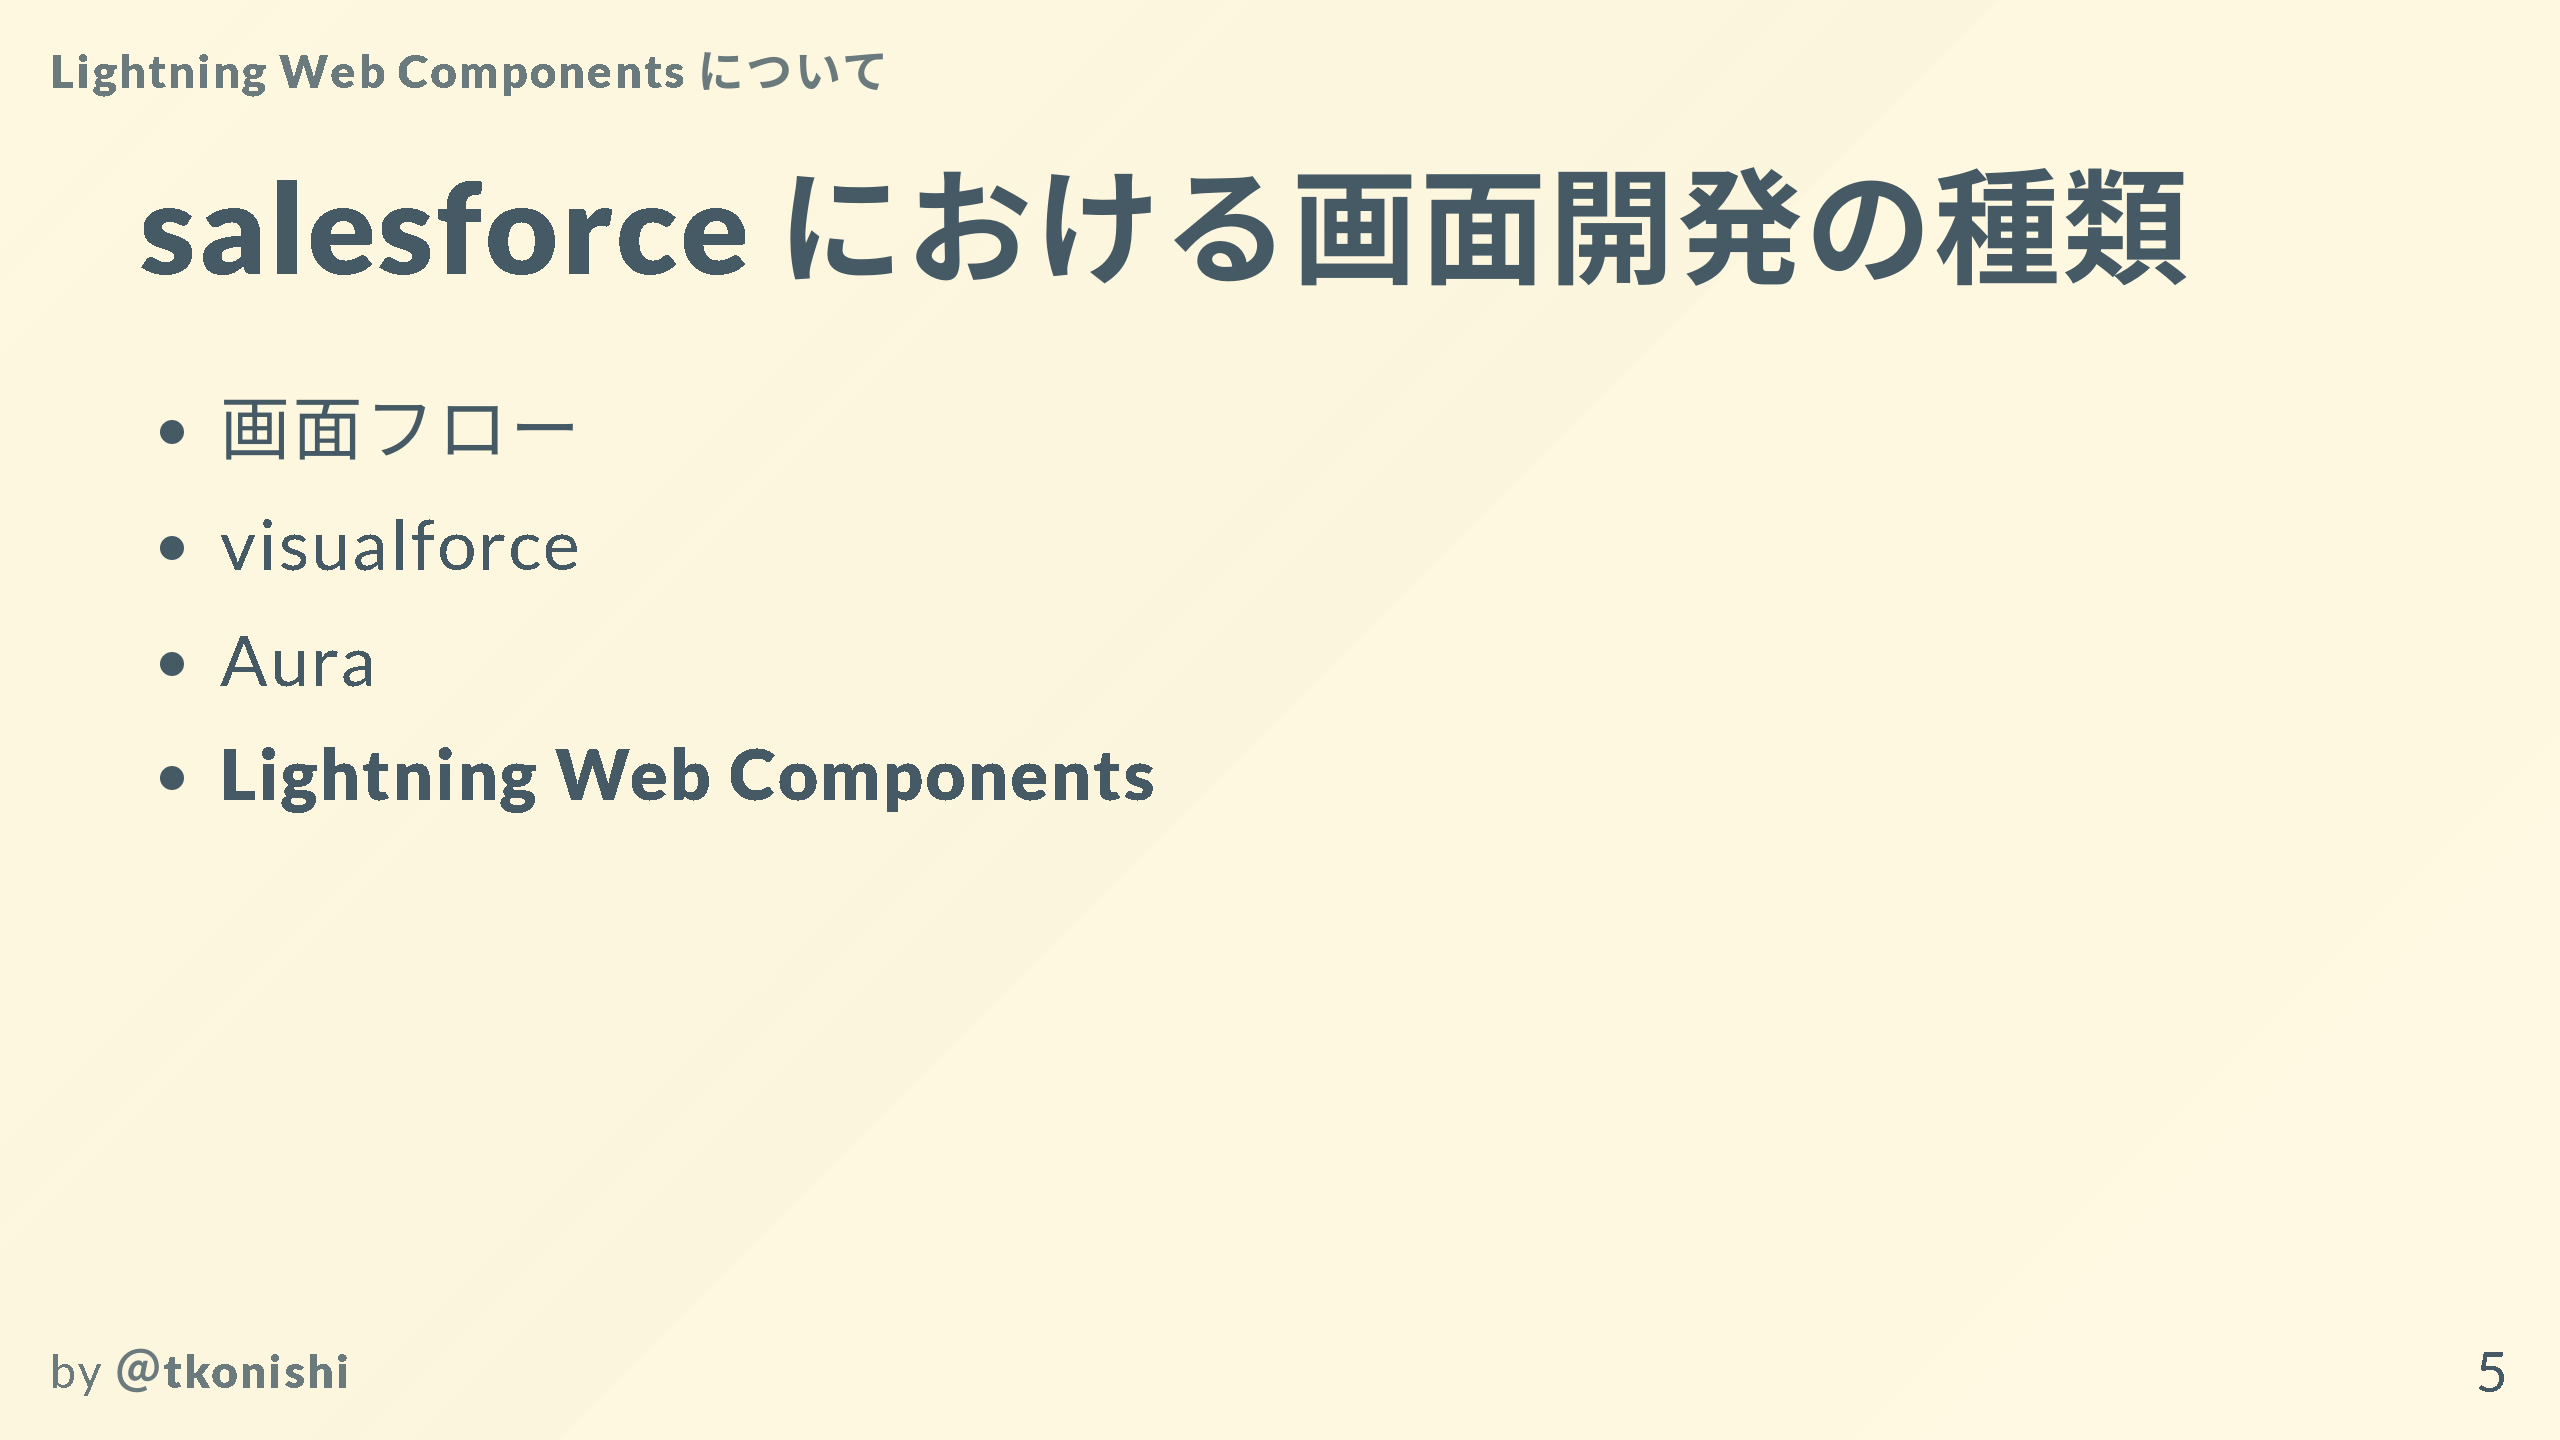 Lightning Web Components について
salesforce における画面開発の種類
• 画面フロー
• visualforce
• Aura
• Lightning Web Components
by @tkonishi
5